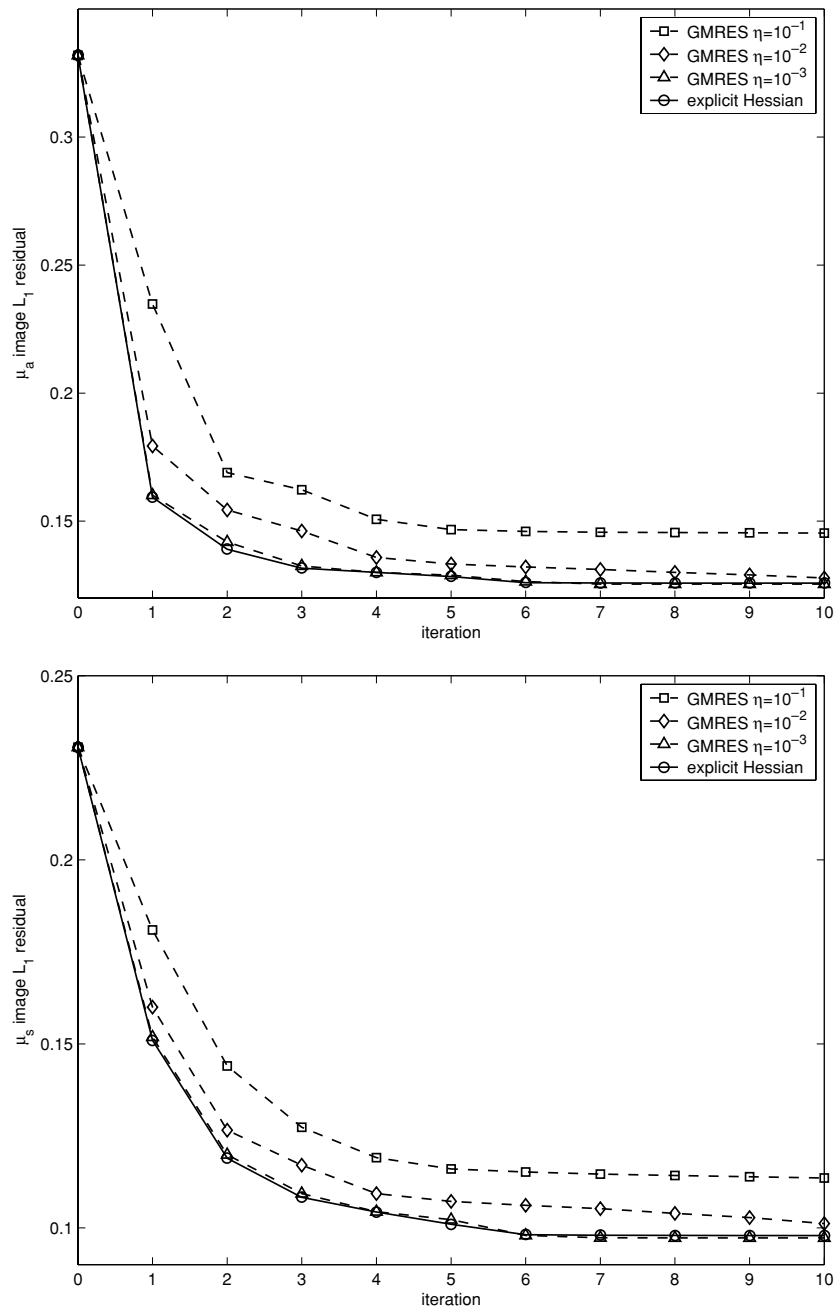 GMRES η=10⁻¹
GMRES η=10⁻²
GMRES η=10⁻³
explicit Hessian
0.3
0.2
0.15
μₐ image L₁ residual
0 1 2 3 4 5 6 7 8 9 10
iteration
0.25
GMRES η=10⁻¹
GMRES η=10⁻²
GMRES η=10⁻³
explicit Hessian
0.2
0.15
0.1
μₛ image L₁ residual
0 1 2 3 4 5 6 7 8 9 10
iteration